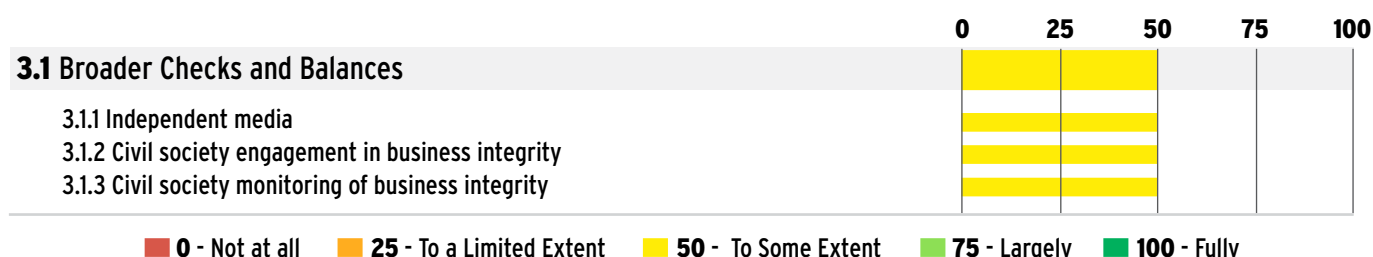 0 25 50 75 100
3.1 Broader Checks and Balances
3.1.1 Independent media
3.1.2 Civil society engagement in business integrity
3.1.3 Civil society monitoring of business integrity
0 - Not at all 25 - To a Limited Extent 50 - To Some Extent 75 - Largely 100 - Fully